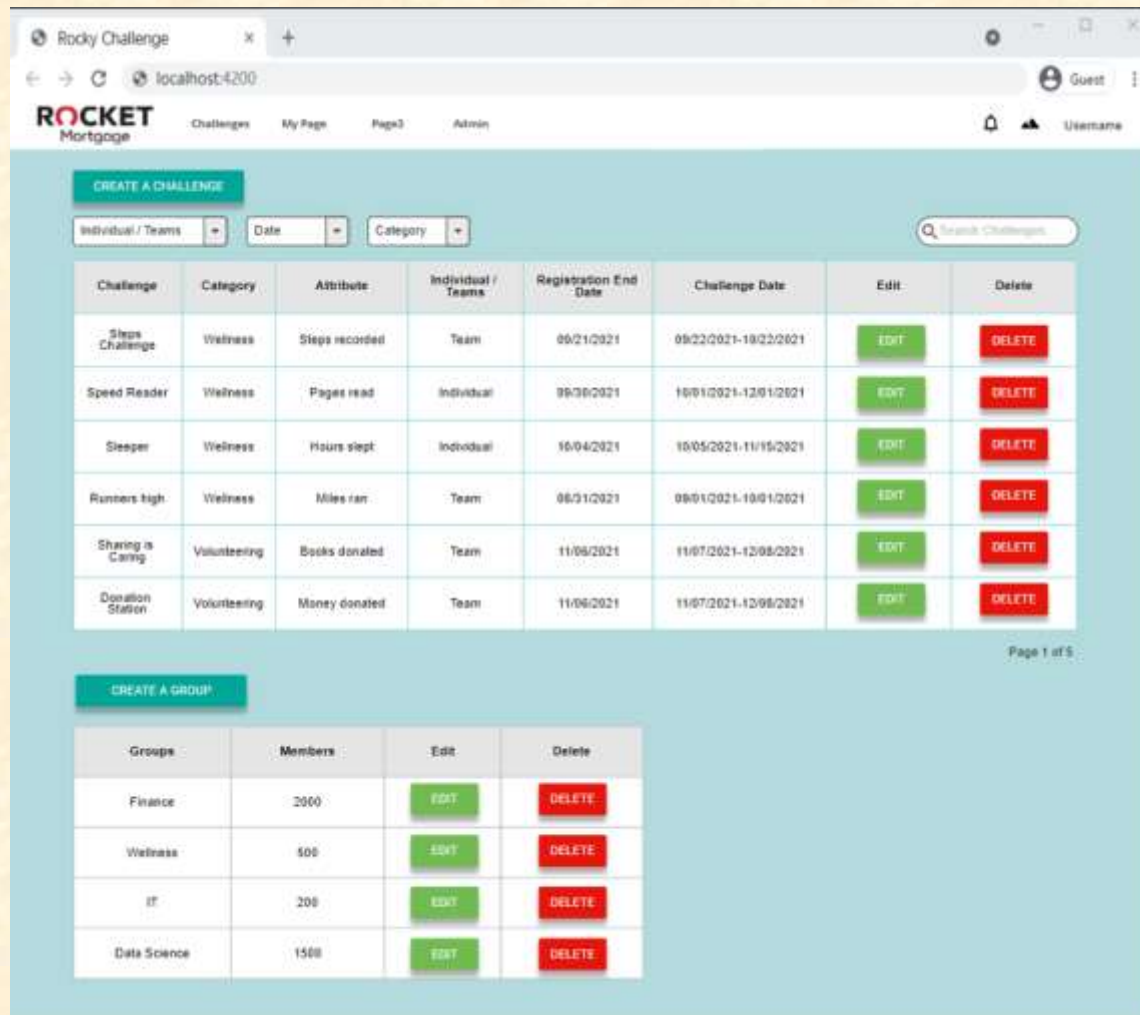 Rocky Challenge
localhost:4200
Guest
ROCKET
Mortgage
Challenges My Page Page3 Admin
Username
CREATE A CHALLENGE
Individual / Teams Date Category Search Challenges
Challenge Category Attribute Individual / Teams Registration End Date Challenge Date Edit Delete
Steps Challenge Wellness Steps recorded Team 09/21/2021 09/22/2021-10/22/2021 EDIT DELETE
Speed Reader Wellness Pages read Individual 09/30/2021 10/01/2021-12/01/2021 EDIT DELETE
Sleeper Wellness Hours slept Individual 10/04/2021 10/05/2021-11/15/2021 EDIT DELETE
Runners high Wellness Miles ran Team 08/31/2021 09/01/2021-10/01/2021 EDIT DELETE
Sharing is Caring Volunteering Books donated Team 11/06/2021 11/07/2021-12/08/2021 EDIT DELETE
Donation Station Volunteering Money donated Team 11/06/2021 11/07/2021-12/08/2021 EDIT DELETE
Page 1 of 5
CREATE A GROUP
Groups Members Edit Delete
Finance 2000 EDIT DELETE
Wellness 500 EDIT DELETE
IT 200 EDIT DELETE
Data Science 1500 EDIT DELETE